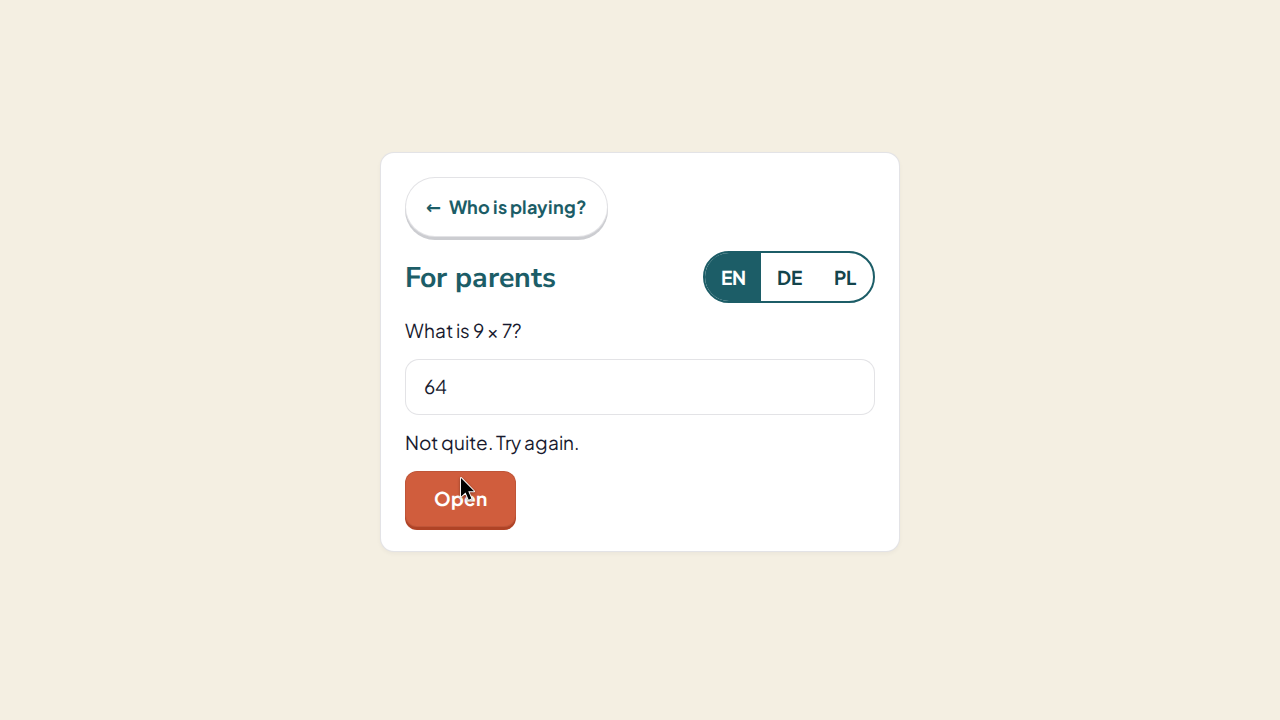 ← Who is playing?
For parents
EN DE PL
What is 9 × 7?
64
Not quite. Try again.
Open